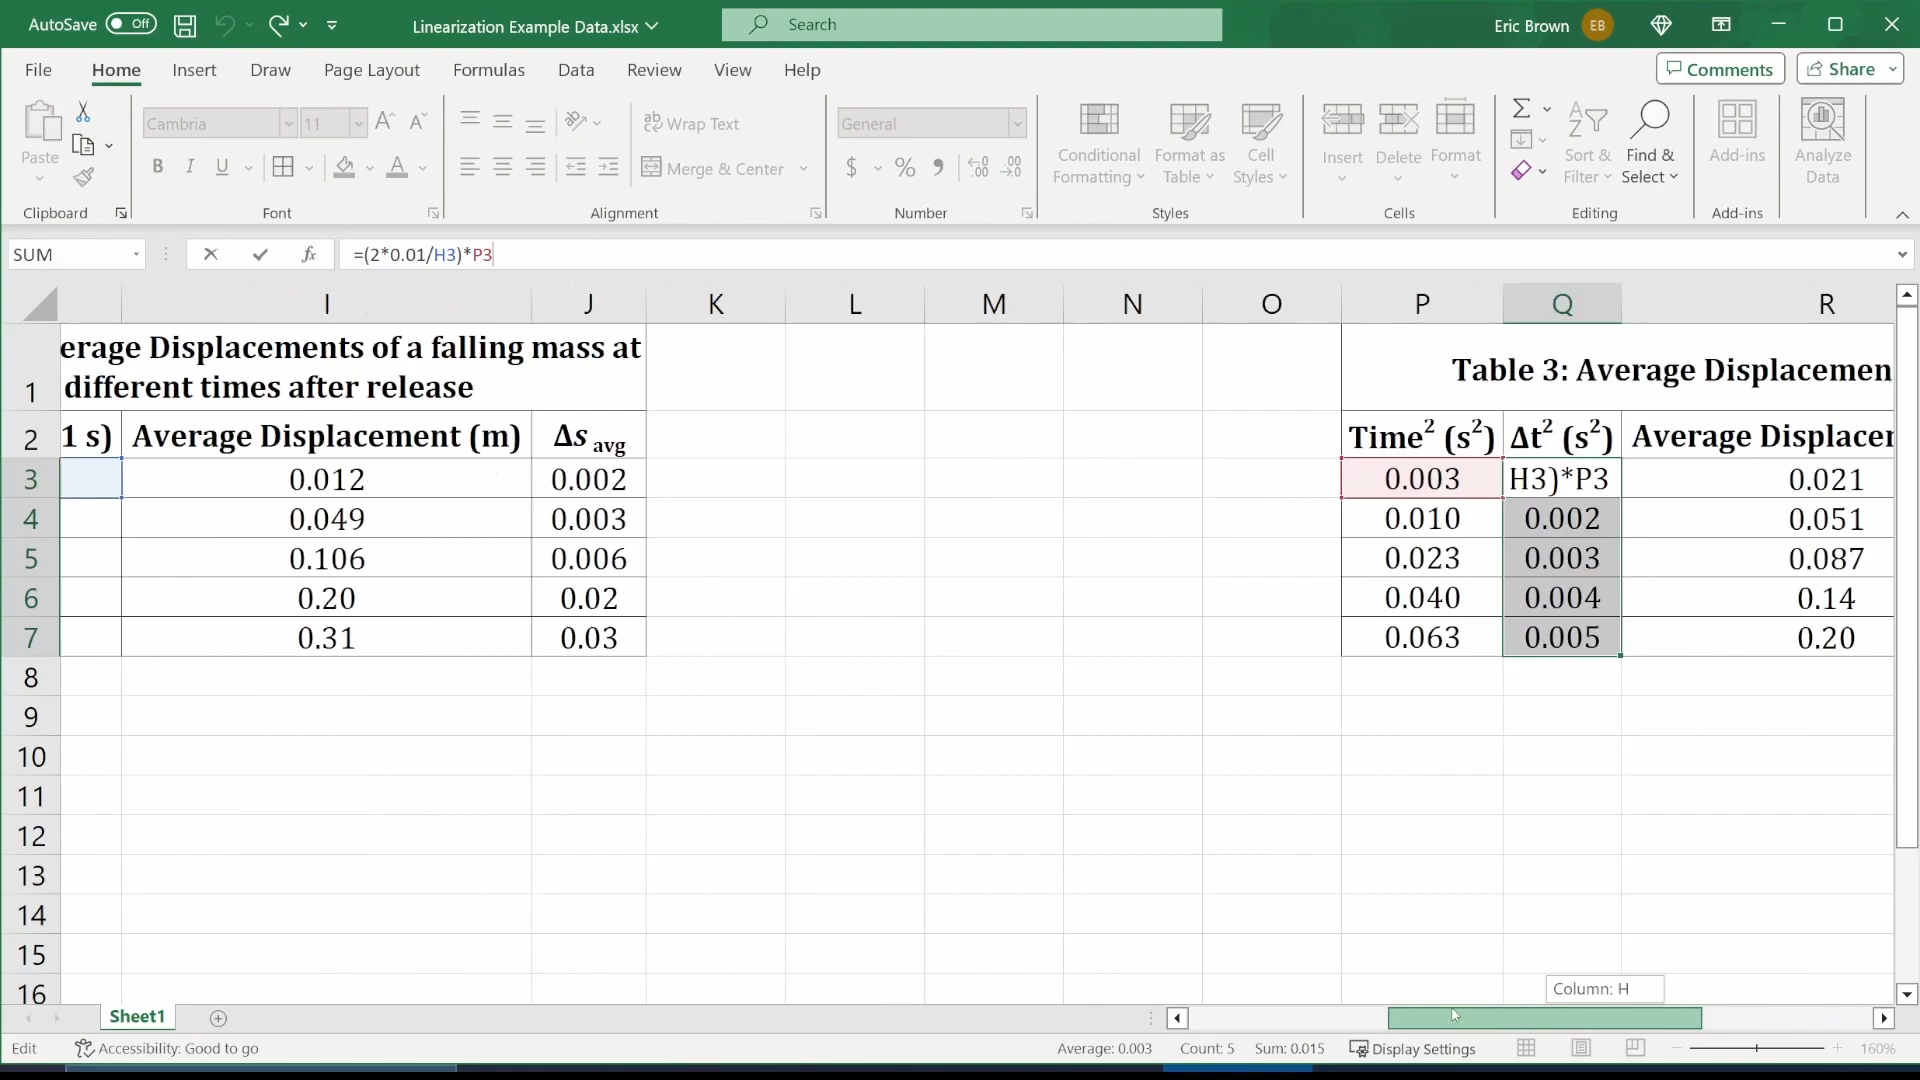 AutoSave Off Linearization Example Data.xlsx Search Eric Brown EB
File Home Insert Draw Page Layout Formulas Data Review View Help Comments Share
Paste Cambria 11 A^ A˅ ab Wrap Text General Conditional Formatting Format as Table Cell Styles Insert Delete Format Σ Sort & Filter Find & Select Add-ins Analyze Data
B I U A Merge & Center $ % 9
Clipboard Font Alignment Number Styles Cells Editing Add-ins
SUM fx =(2*0.01/H3)*P3
I J K L M N O P Q R
1 erage Displacements of a falling mass at
different times after release
Table 3: Average Displacemen
2 1 s) Average Displacement (m) Δs avg Time² (s²) Δt² (s²) Average Displacer
3 0.012 0.002 0.003 H3)*P3 0.021
4 0.049 0.003 0.010 0.002 0.051
5 0.106 0.006 0.023 0.003 0.087
6 0.20 0.02 0.040 0.004 0.14
7 0.31 0.03 0.063 0.005 0.20
8
9
10
11
12
13
14
15
16
Column: H
Sheet1
Edit Accessibility: Good to go Average: 0.003 Count: 5 Sum: 0.015 Display Settings 160%